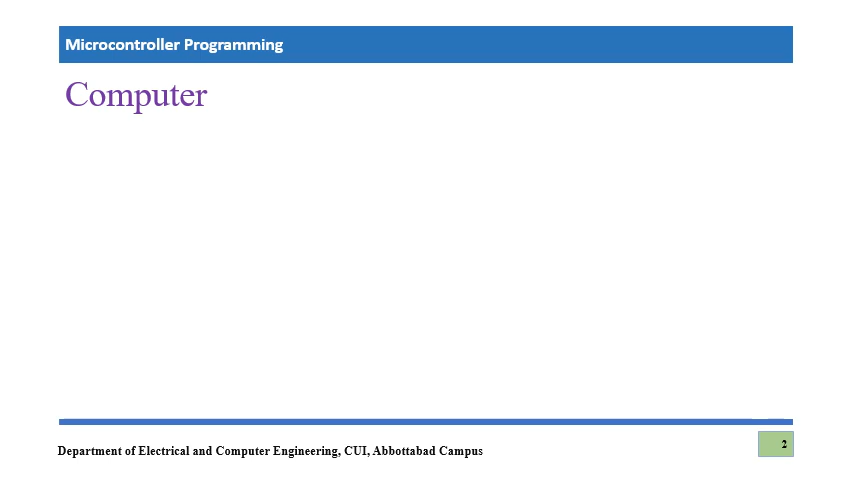 Microcontroller Programming
Computer
Department of Electrical and Computer Engineering, CUI, Abbottabad Campus
2